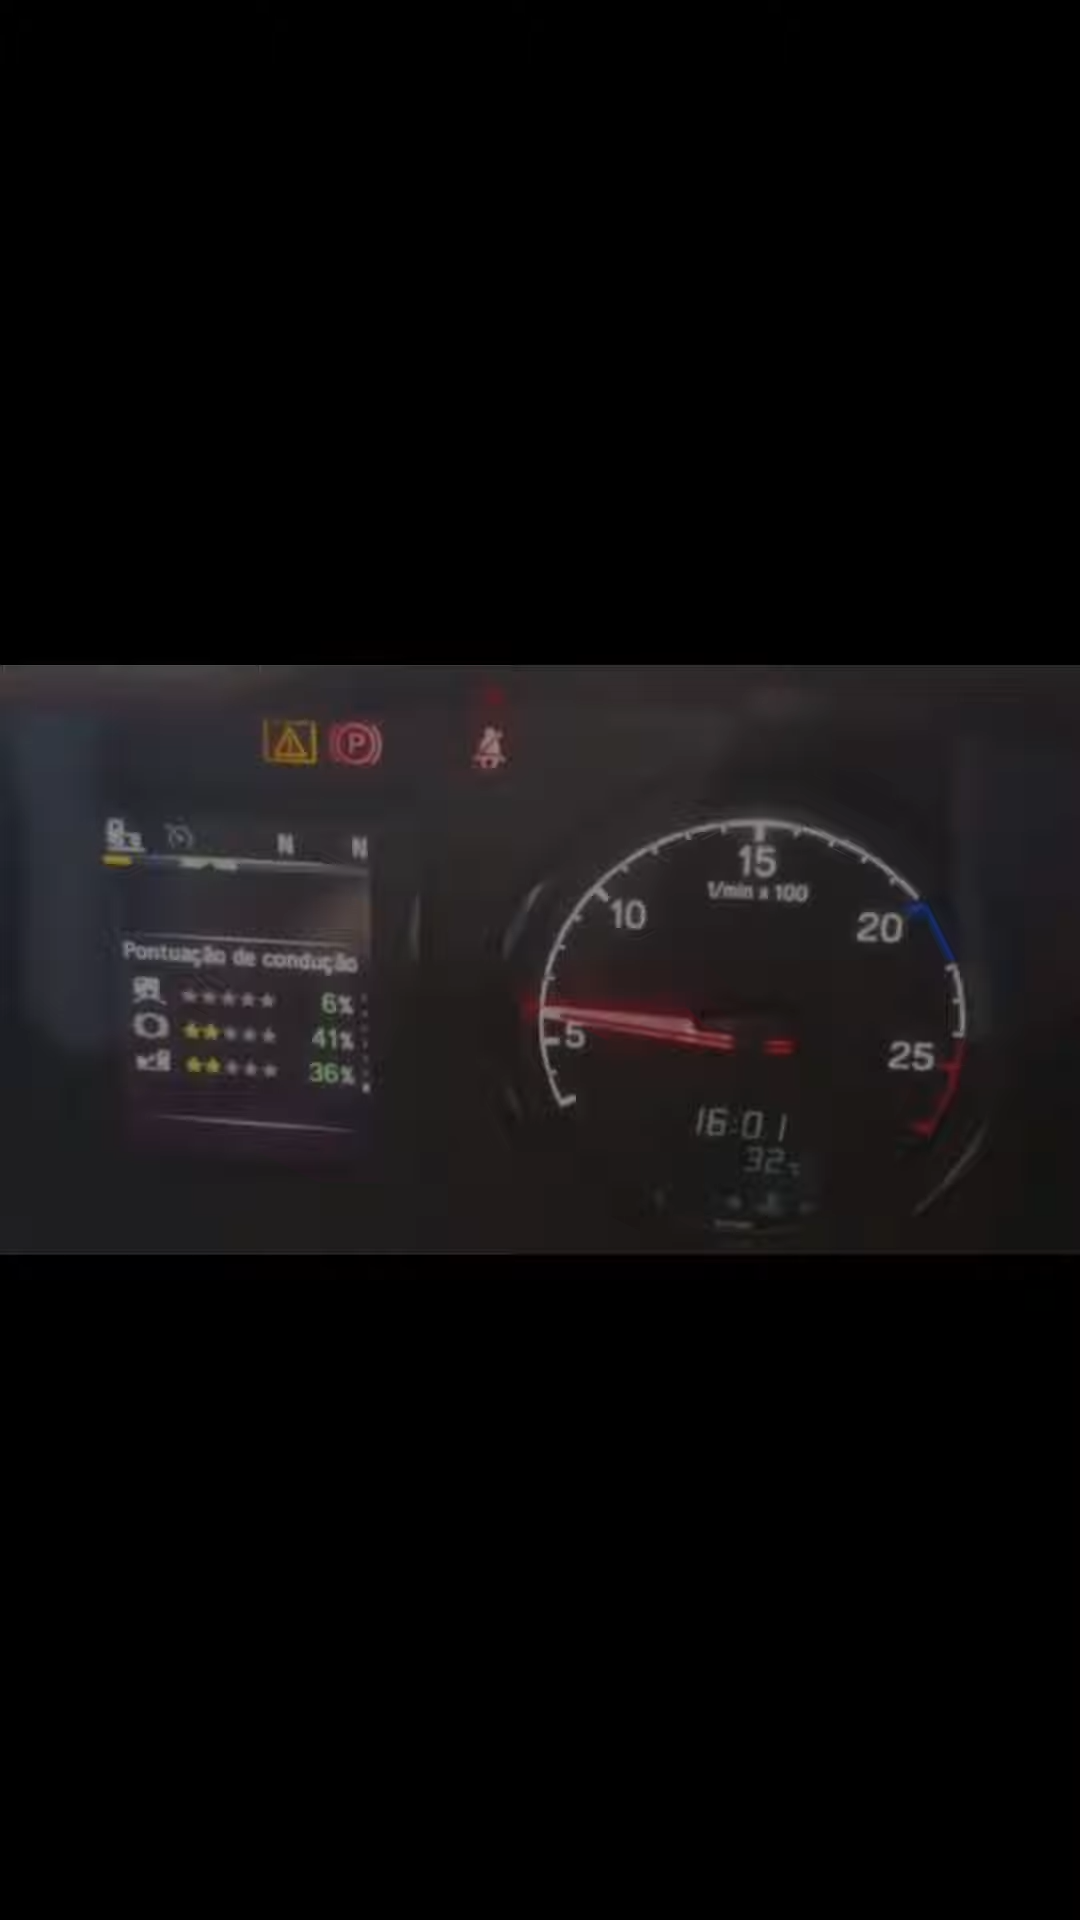 P
N N
Pontuação de condução
6%
41%
36%
15
1/min x 100
10
20
5
25
16:01
32°C